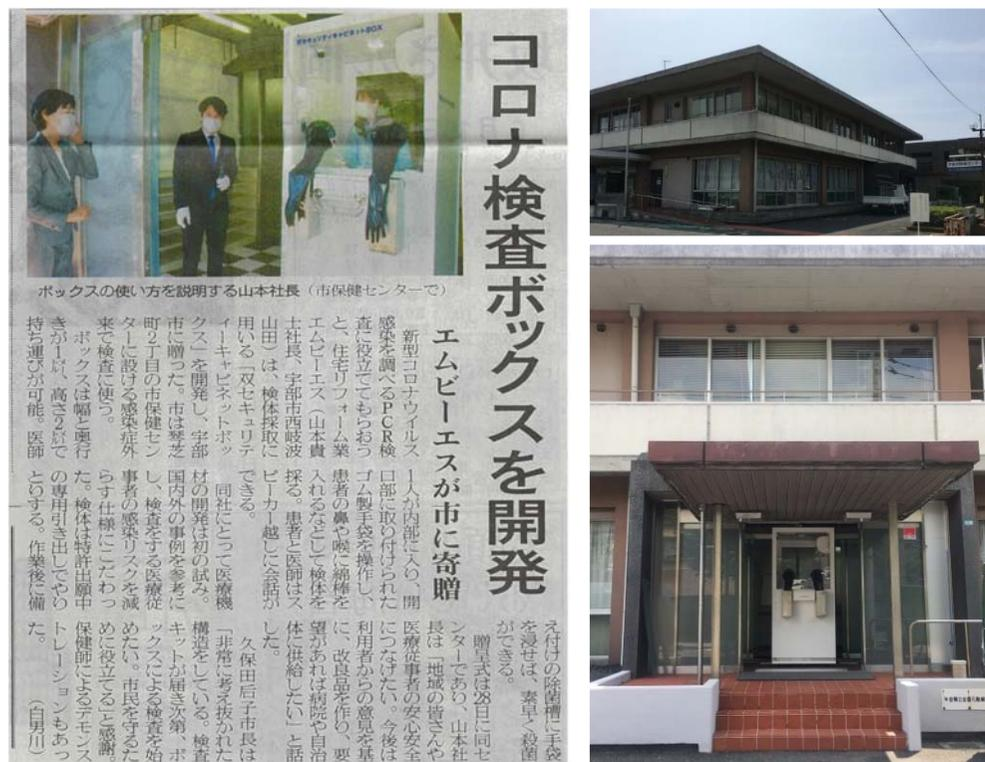 コロナ検査ボックスを開発
エムビーエスが市に寄贈
双セキュリティキャビネットBOX
ボックスの使い方を説明する山本社長（市保健センターで）
新型コロナウイルス
感染を調べるPCR検
査に役立ててもらおう
と、住宅リフォーム業
エムビーエス（山本貴
士社長、宇部市西岐波
山田）は、検体採取に
用いる「双セキュリテ
ィーキャビネットボッ
クス」を開発し、宇部
市に贈った。市は琴芝
町２丁目の市保健セン
ターに設ける感染症外
来で検査に使う。
ボックスは幅と奥行
きが１㍍、高さ２㍍で
持ち運びが可能。医師
１人が内部に入り、開
口部に取り付けられた
ゴム製手袋を操作し、
患者の鼻や喉に綿棒を
入れるなどして検体を
採る。患者と医師はス
ピーカー越しに会話が
できる。
同社にとって医療機
材の開発は初の試み。
国内外の事例を参考に
し、検査をする医療従
事者の感染リスクを減
らす仕様にこだわっ
た。検体は特許出願中
の専用引き出しでやり
とりする。作業後に備
え付けの除菌槽に手袋
を浸せば、素早く殺菌
ができる。
贈呈式は28日に同セ
ンターであり、山本社
長は「地域の皆さんや
医療従事者の安心安全
につなげたい。今後は
利用者からの意見を基
に、改良品を作り、要
望があれば病院や自治
体に供給したい」と話
した。
久保田后子市長は
「非常に考え抜かれた
構造をしている。検査
キットが届き次第、ボ
ックスによる検査を始
めたい。市民を守るた
めに役立てる」と感謝。
保健師によるデモンス
トレーションもあっ
た。　（白男川）